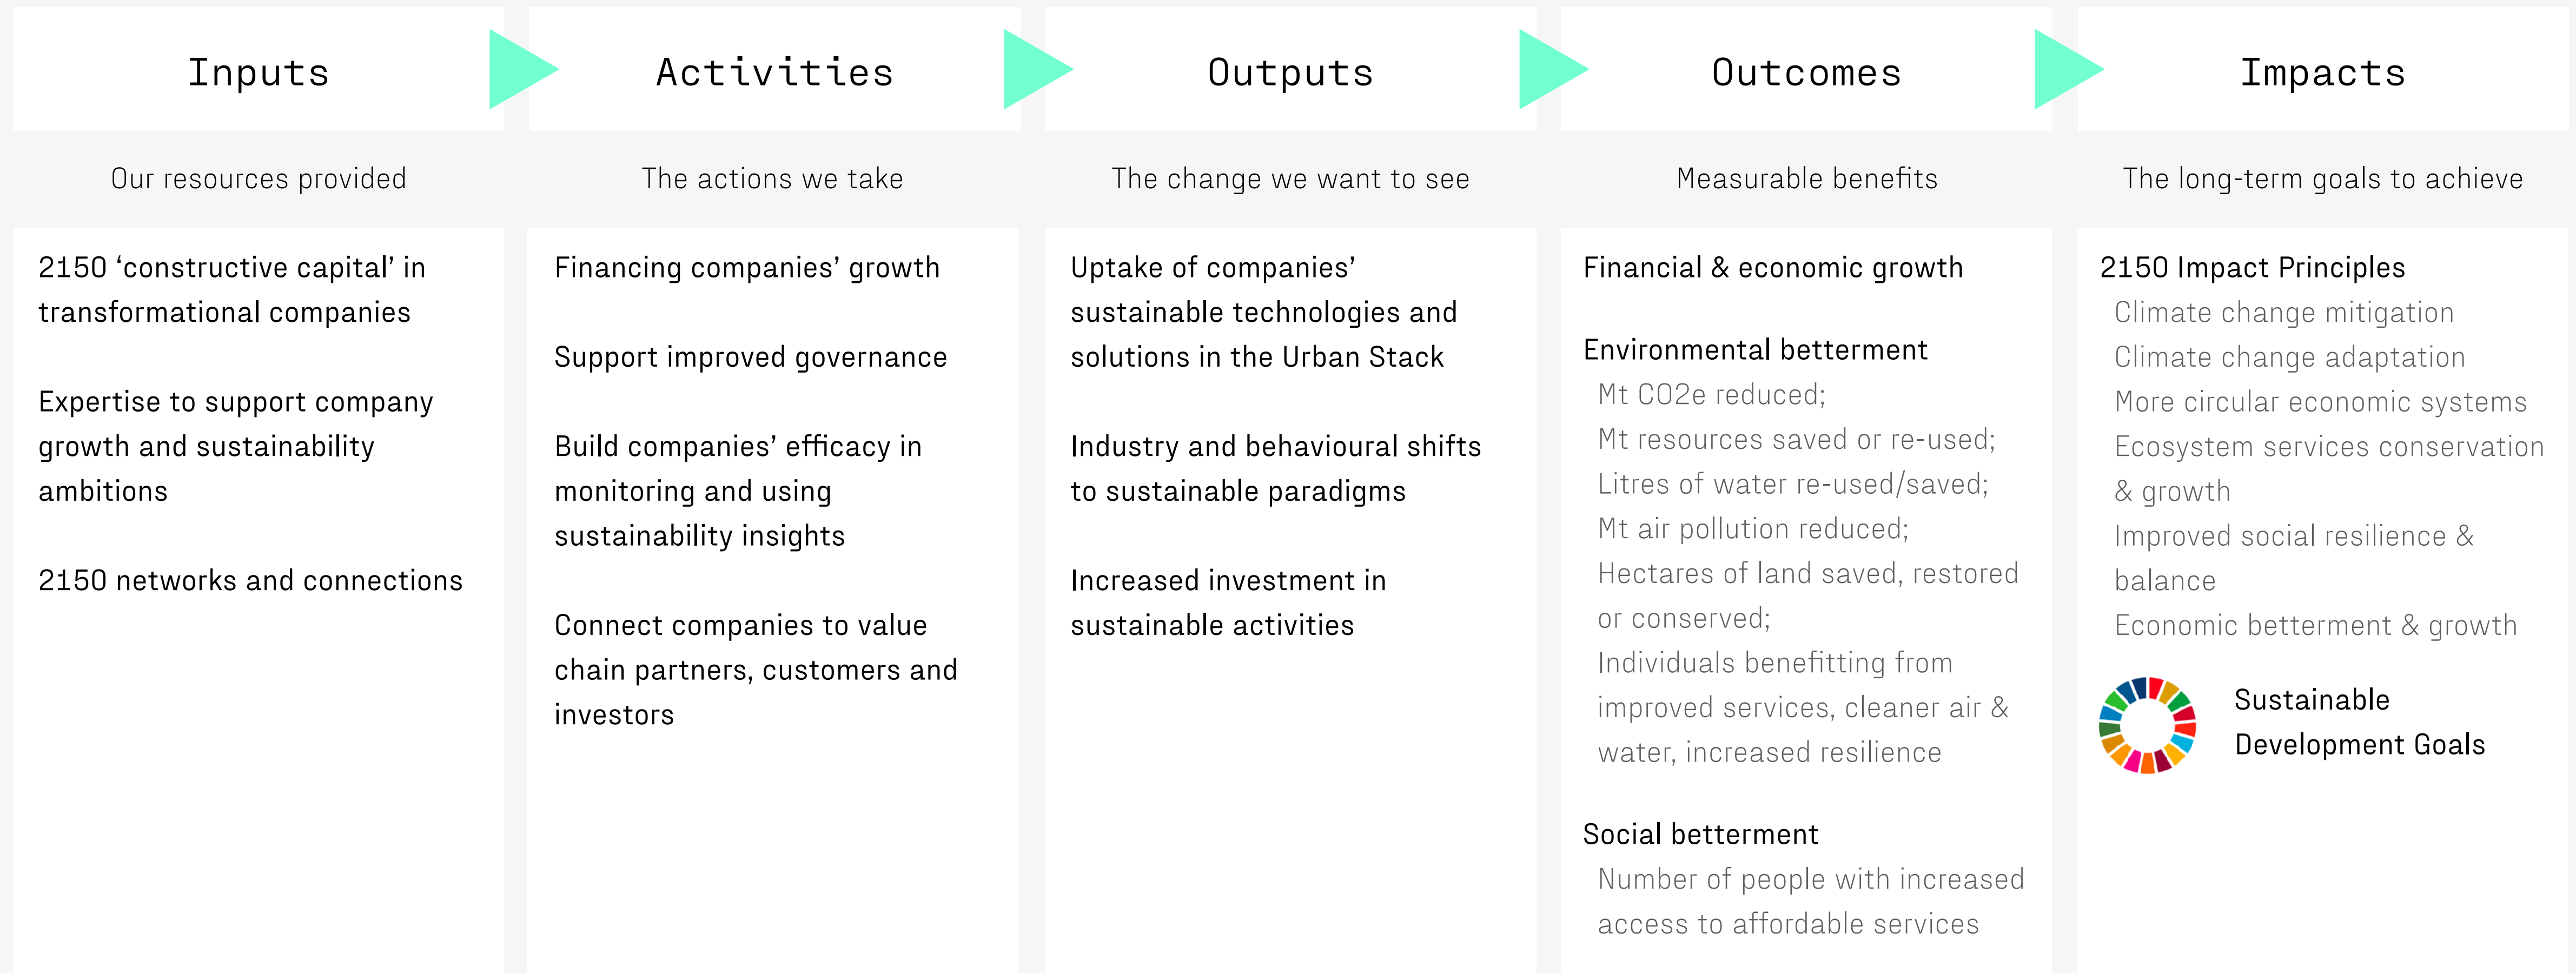 Inputs
Activities
Outputs
Outcomes
Impacts
Our resources provided
The actions we take
The change we want to see
Measurable benefits
The long-term goals to achieve
2150 ‘constructive capital’ in
transformational companies
Expertise to support company
growth and sustainability
ambitions
2150 networks and connections
Financing companies’ growth
Support improved governance
Build companies’ efficacy in
monitoring and using
sustainability insights
Connect companies to value
chain partners, customers and
investors
Uptake of companies’
sustainable technologies and
solutions in the Urban Stack
Industry and behavioural shifts
to sustainable paradigms
Increased investment in
sustainable activities
Financial & economic growth
Environmental betterment
Mt CO2e reduced;
Mt resources saved or re-used;
Litres of water re-used/saved;
Mt air pollution reduced;
Hectares of land saved, restored
or conserved;
Individuals benefitting from
improved services, cleaner air &
water, increased resilience
Social betterment
Number of people with increased
access to affordable services
2150 Impact Principles
Climate change mitigation
Climate change adaptation
More circular economic systems
Ecosystem services conservation
& growth
Improved social resilience &
balance
Economic betterment & growth
Sustainable
Development Goals